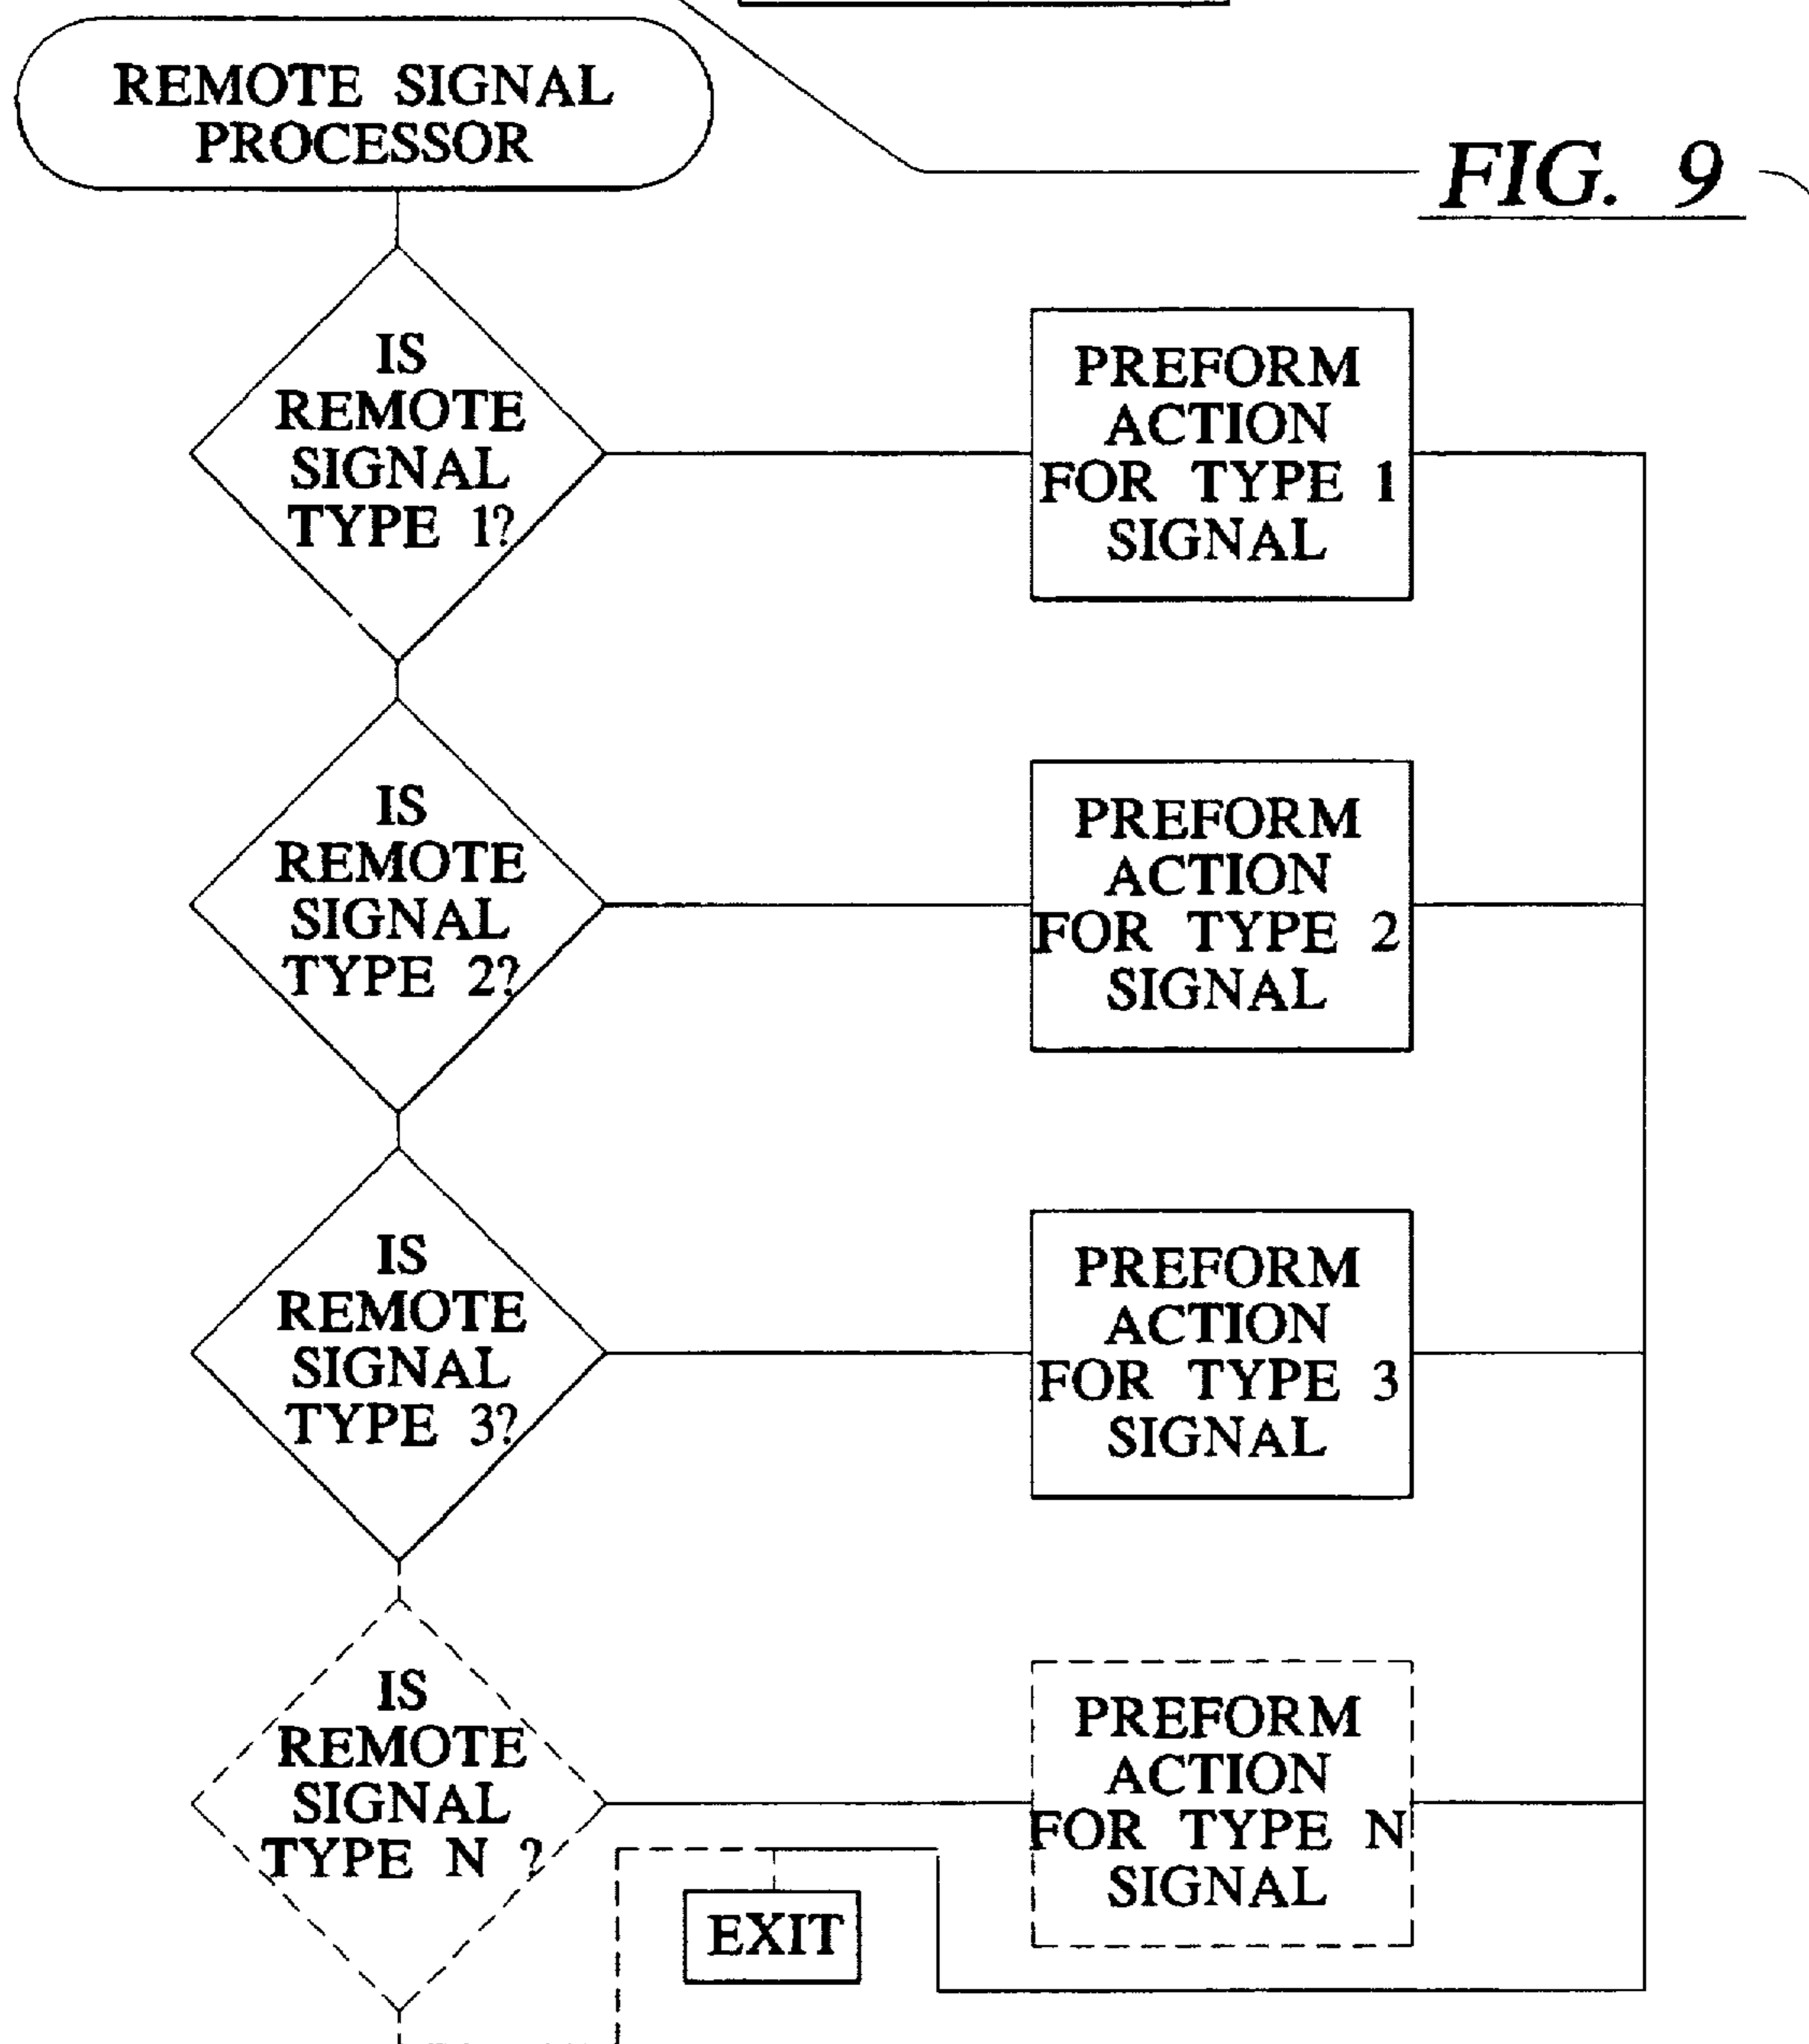 REMOTE SIGNAL
PROCESSOR
FIG. 9
IS
REMOTE
SIGNAL
TYPE 1?
PREFORM
ACTION
FOR TYPE 1
SIGNAL
IS
REMOTE
SIGNAL
TYPE 2?
PREFORM
ACTION
FOR TYPE 2
SIGNAL
IS
REMOTE
SIGNAL
TYPE 3?
PREFORM
ACTION
FOR TYPE 3
SIGNAL
IS
REMOTE
SIGNAL
TYPE N ?
PREFORM
ACTION
FOR TYPE N
SIGNAL
EXIT